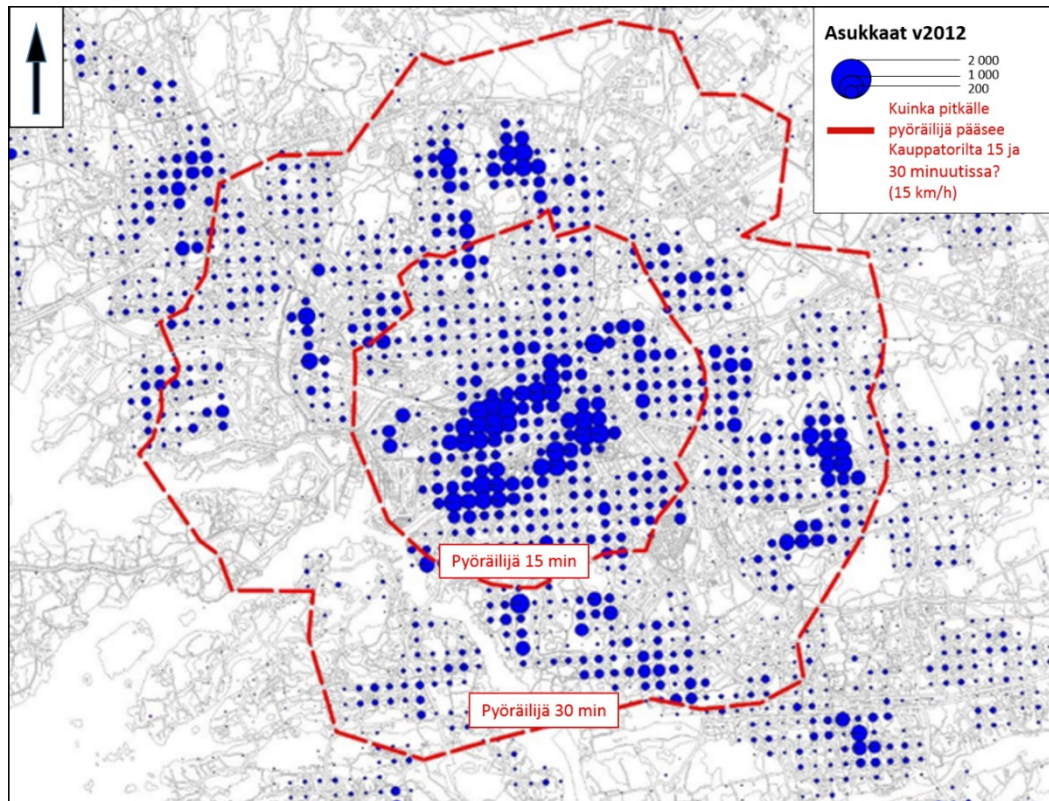 Asukkaat v2012
2 000
1 000
200
Kuinka pitkälle
pyöräilijä pääsee
Kauppatorilta 15 ja
30 minuutissa?
(15 km/h)
Pyöräilijä 15 min
Pyöräilijä 30 min